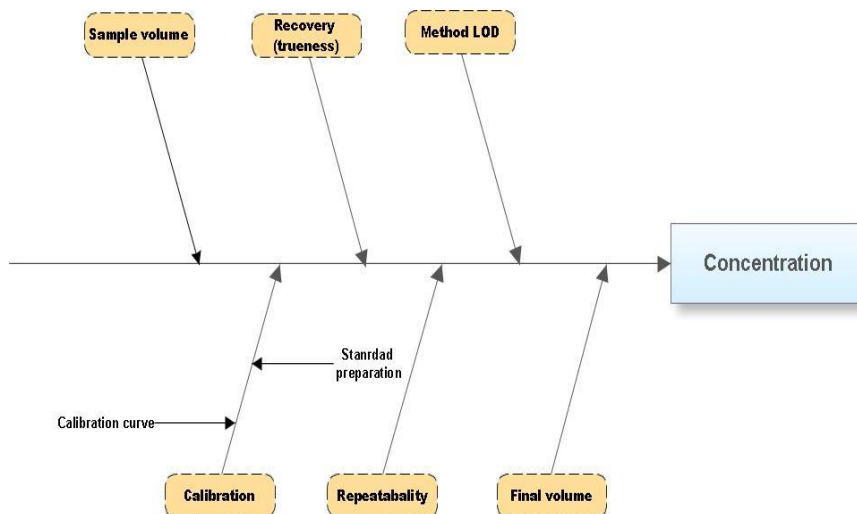 Sample volume
Recovery
(trueness)
Method LOD
Concentration
Stanrdad
preparation
Calibration curve
Calibration
Repeatabality
Final volume